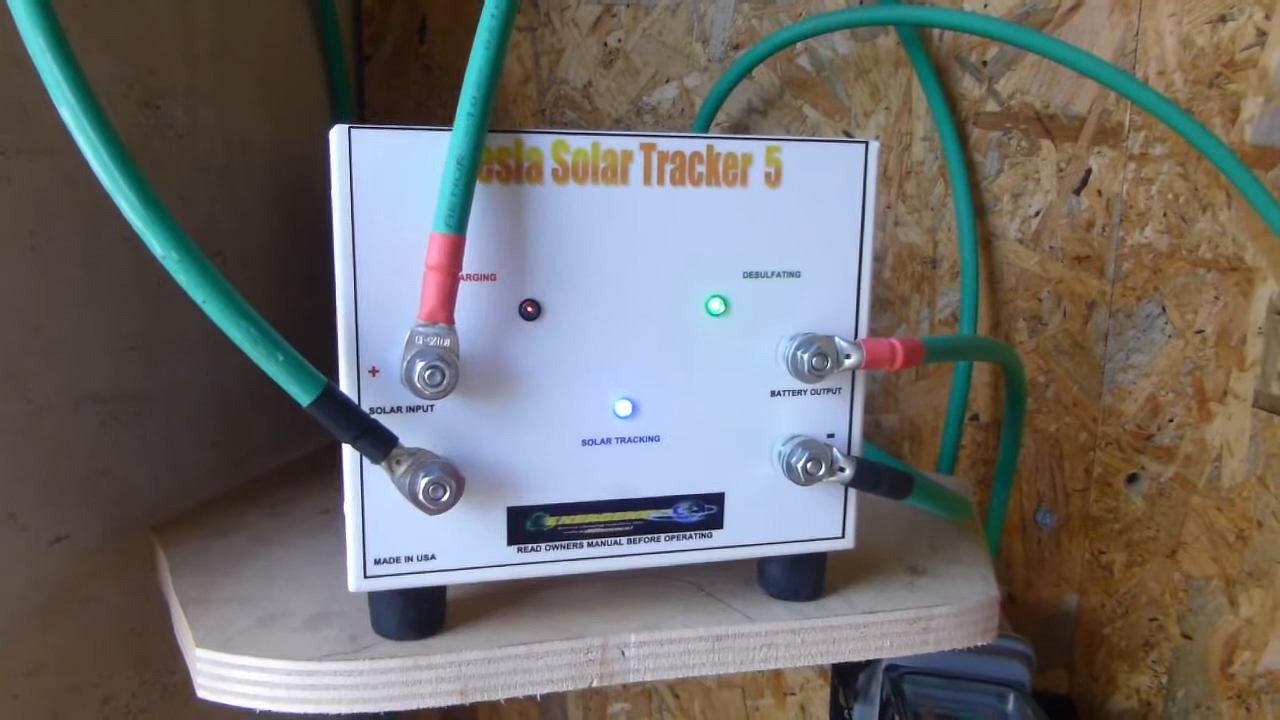 esla Solar Tracker 5
ARGING
DESULFATING
+
SOLAR INPUT
BATTERY OUTPUT
-
SOLAR TRACKING
READ OWNERS MANUAL BEFORE OPERATING
MADE IN USA